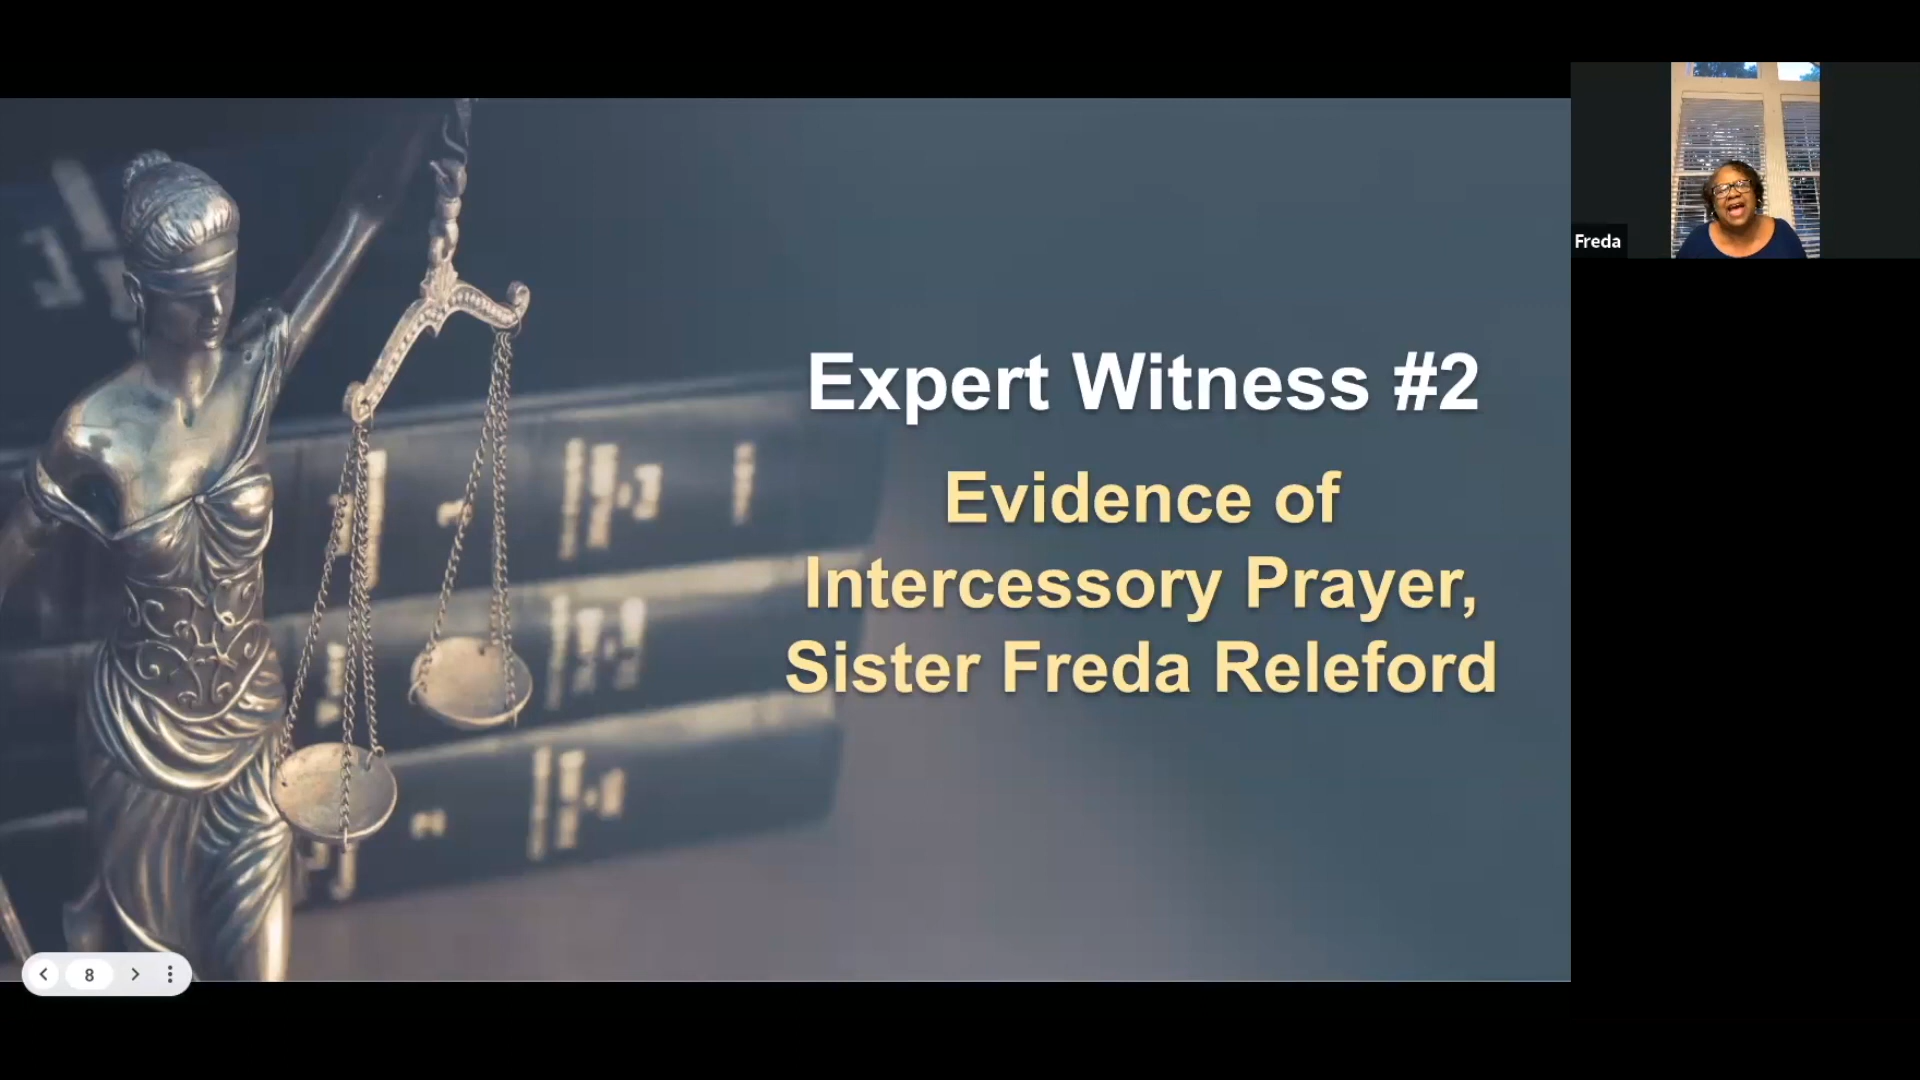 Expert Witness #2
Evidence of
Intercessory Prayer,
Sister Freda Releford
Freda
8